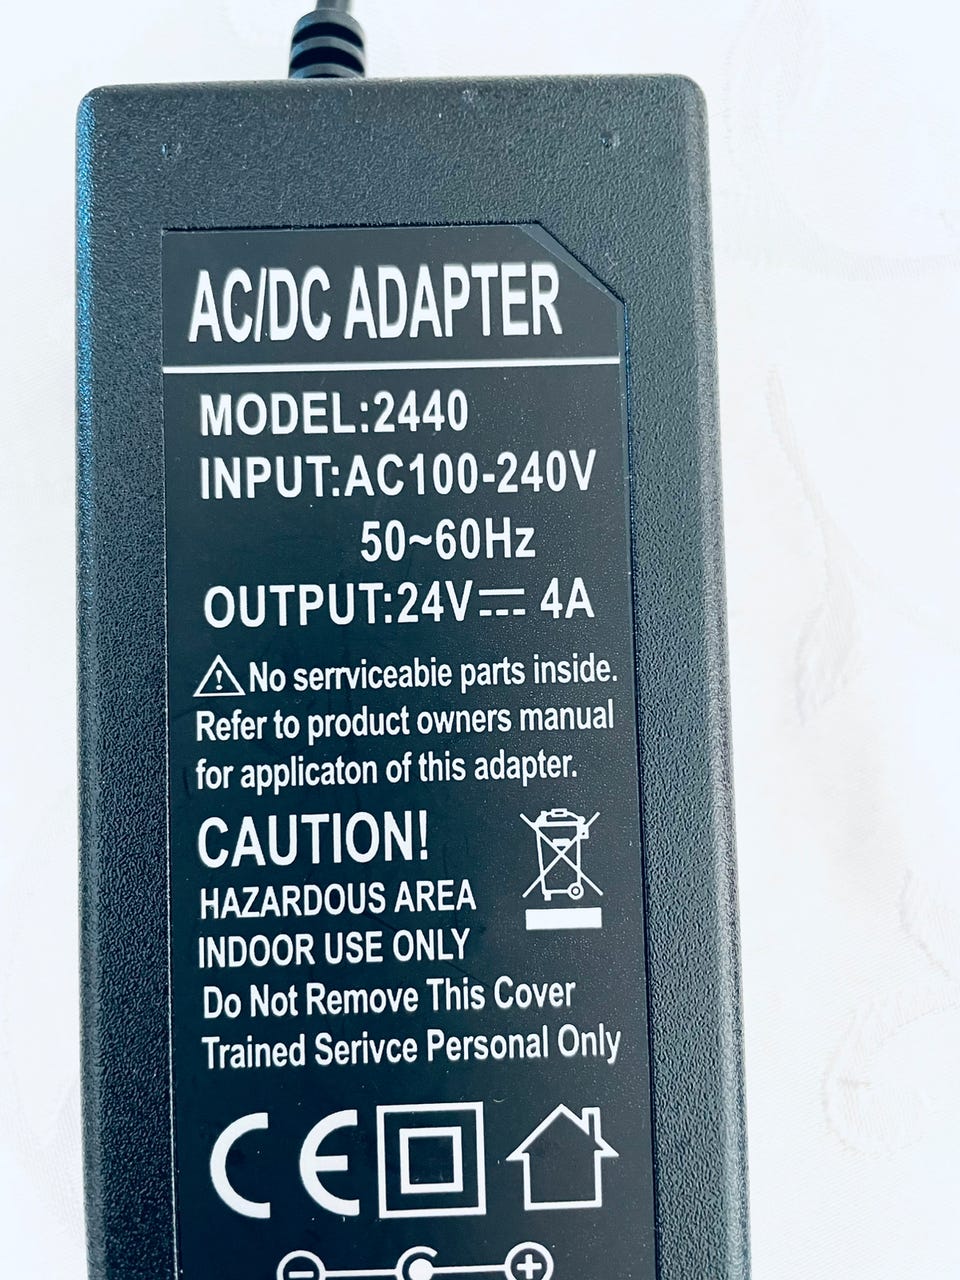 AC/DC ADAPTER
MODEL:2440
INPUT:AC100-240V
50~60Hz
OUTPUT:24V⎓ 4A
No serrviceabie parts inside.
Refer to product owners manual
for applicaton of this adapter.
CAUTION!
HAZARDOUS AREA
INDOOR USE ONLY
Do Not Remove This Cover
Trained Serivce Personal Only
CE